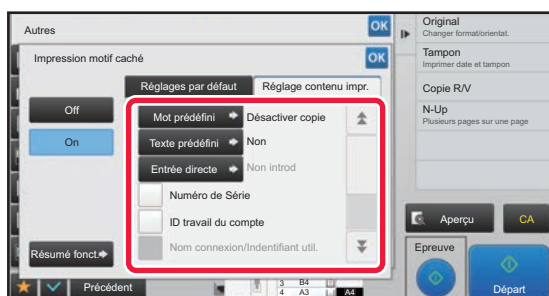 Autres
OK
Impression motif caché
OK
Réglages par défaut
Réglage contenu impr.
Off
On
Mot prédéfini
Désactiver copie
Texte prédéfini
Non
Entrée directe
Non introd
Numéro de Série
ID travail du compte
Nom connexion/Indentifiant util.
Résumé fonct.
Précédent
3 B4
4 A3
A4
Original
Changer format/orientat.
Tampon
Imprimer date et tampon
Copie R/V
N-Up
Plusieurs pages sur une page
Aperçu
CA
Epreuve
Départ